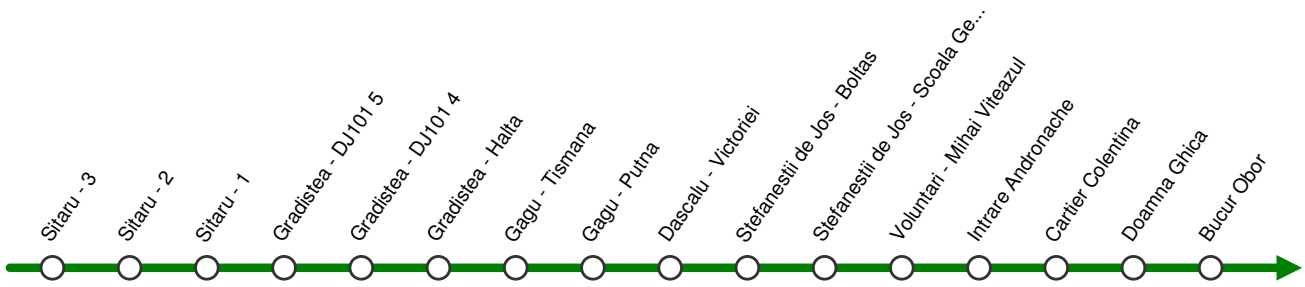 Sitaru - 3
Sitaru - 2
Sitaru - 1
Gradistea - DJ101 5
Gradistea - DJ101 4
Gradistea - Halta
Gagu - Tismana
Gagu - Putna
Dascalu - Victoriei
Stefanestii de Jos - Boltas
Stefanestii de Jos - Scoala Ge...
Voluntari - Mihai Viteazul
Intrare Andronache
Cartier Colentina
Doamna Ghica
Bucur Obor